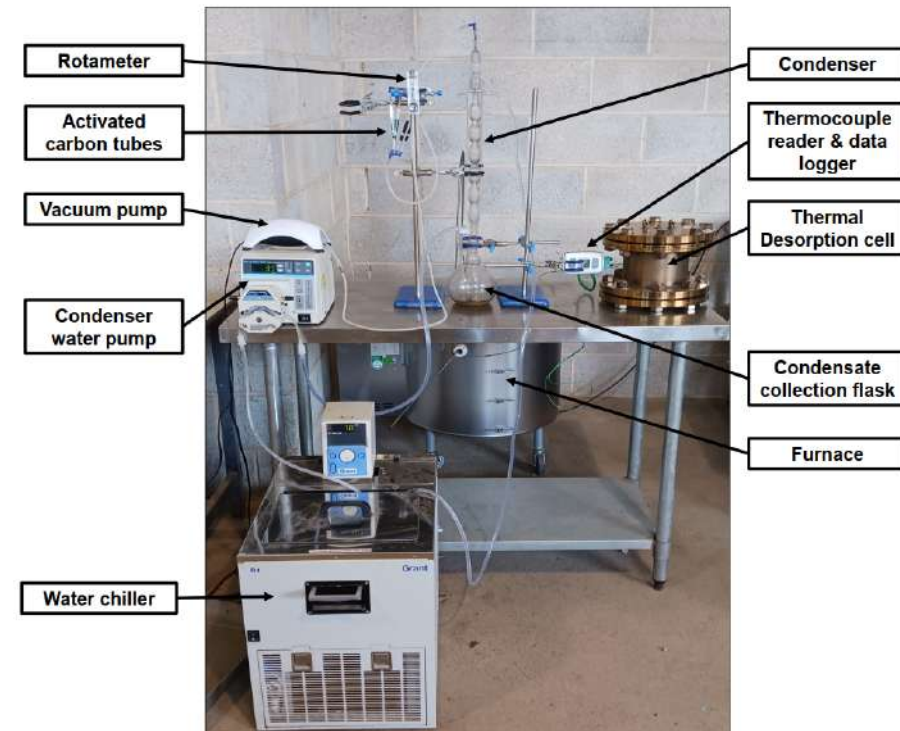 Rotameter
Activated
carbon tubes
Vacuum pump
Condenser
water pump
Water chiller
Condenser
Thermocouple
reader & data
logger
Thermal
Desorption cell
Condensate
collection flask
Furnace
Grant